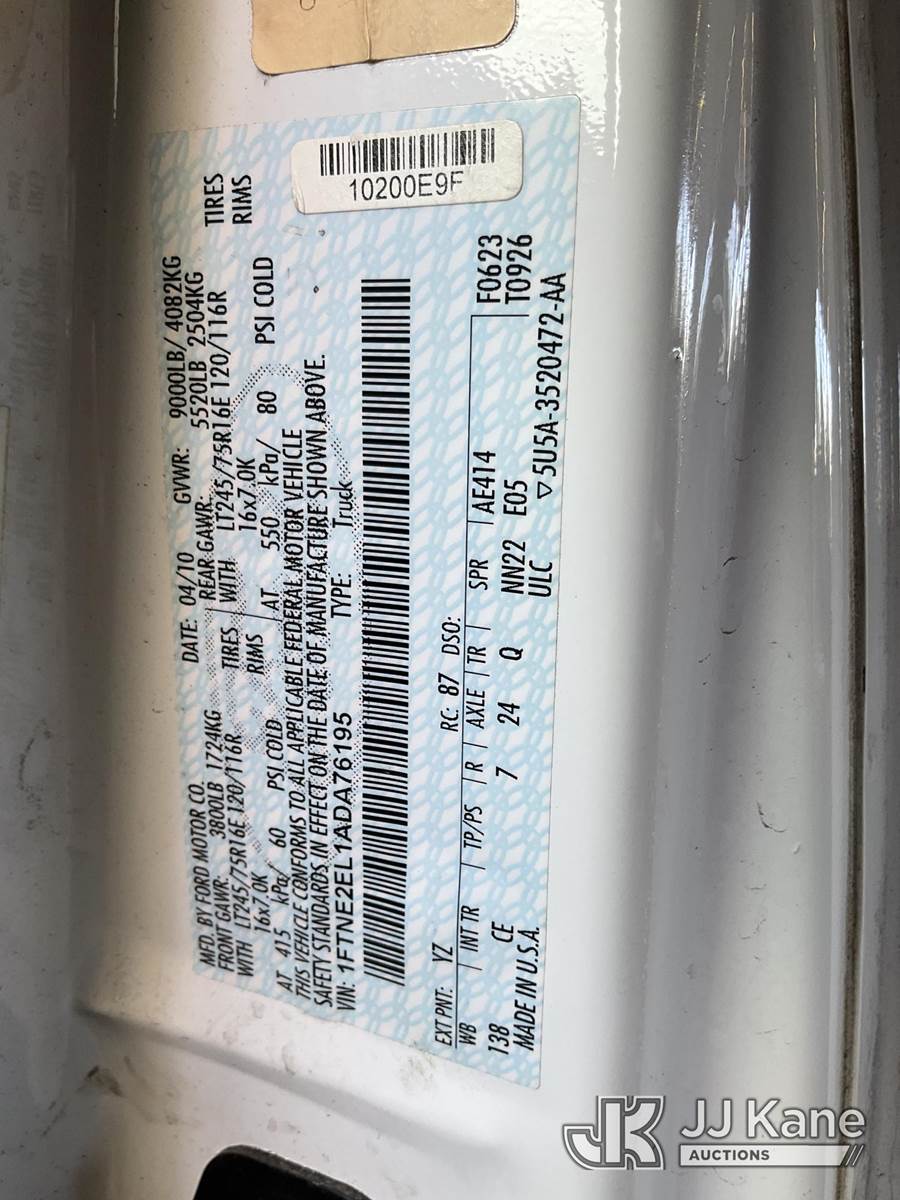 MFD. BY FORD MOTOR CO.
DATE: 04/10 GVWR: 9000LB/ 4082KG
FRONT GAWR: 3800LB 1724KG REAR GAWR: 5520LB 2504KG
WITH LT245/75R16E 120/116R TIRES WITH LT245/75R16E 120/116R TIRES
16x7.0K RIMS 16x7.0K RIMS
AT 415 kPa/ 60 PSI COLD AT 550 kPa/ 80 PSI COLD
THIS VEHICLE CONFORMS TO ALL APPLICABLE FEDERAL MOTOR VEHICLE
SAFETY STANDARDS IN EFFECT ON THE DATE OF MANUFACTURE SHOWN ABOVE.
VIN: 1FTNE2EL1ADA76195 TYPE: Truck
10200E9F
EXT PNT: YZ RC: 87 DSO: F0623
WB INT TR TP/PS R AXLE TR SPR AE414 T0926
138 CE 7 24 Q NN22 E05
MADE IN U.S.A. ULC ▽5U5A-3520472-AA
JK JJ Kane
AUCTIONS